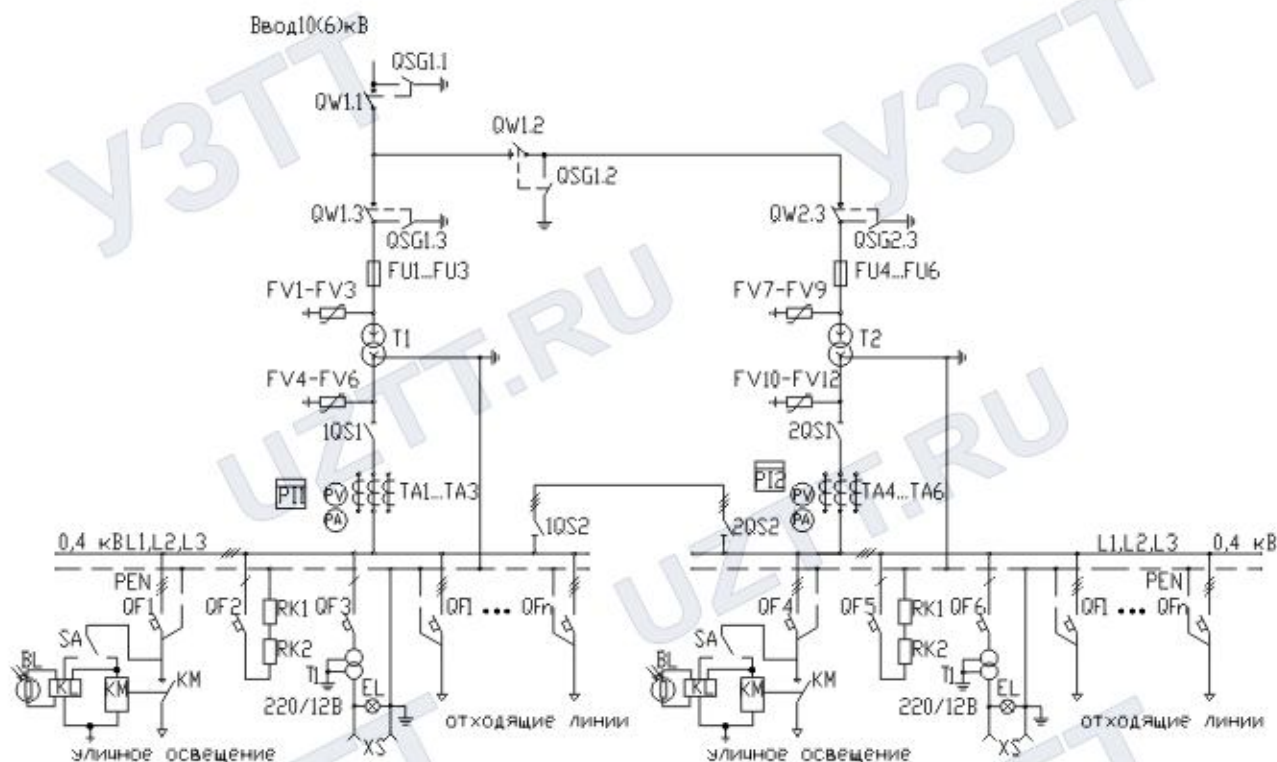 Ввод10(6)кВ
QSG1.1
QW1.1
QW1.2
QSG1.2
QW1.3
QSG1.3
QW2.3
QSG2.3
FU1...FU3
FU4...FU6
FV1-FV3
FV7-FV9
T1
T2
FV4-FV6
FV10-FV12
1QS1
2QS1
PI1
PV
TA1...TA3
PA
PI2
PV
TA4...TA6
PA
1QS2
2QS2
0,4 кВL1,L2,L3
L1,L2,L3 0,4 кВ
PEN
PEN
QF1
QF2
RK1
QF3
QF1 ... QFn
QF4
QF5
RK1
QF6
QF1 ... QFn
SA
RK2
SA
RK2
BL
KL
KM
KM
T1
EL
BL
KL
KM
KM
T1
EL
220/12В
отходящие линии
220/12В
отходящие линии
XS
XS
уличное освещение
уличное освещение
УЗТТ
УЗТТ
UZTT.RU
UZTT.RU